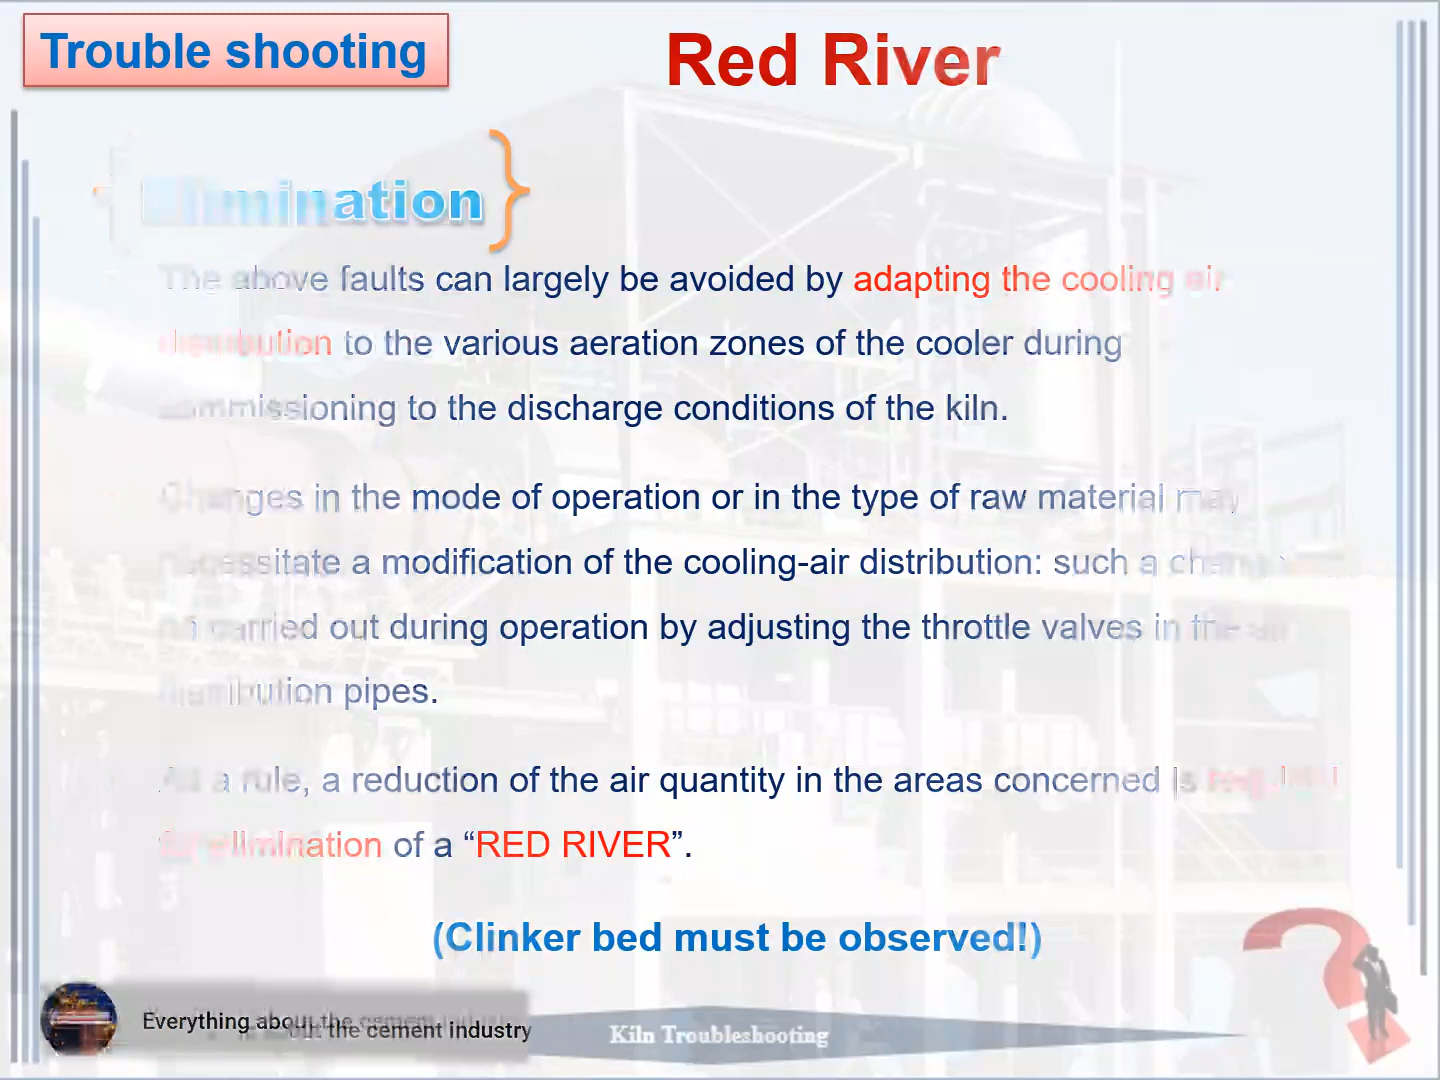 Trouble shooting
Red River
Elimination
The above faults can largely be avoided by adapting the cooling air
distribution to the various aeration zones of the cooler during
commissioning to the discharge conditions of the kiln.
Changes in the mode of operation or in the type of raw material may
necessitate a modification of the cooling-air distribution: such a change
carried out during operation by adjusting the throttle valves in the air
distribution pipes.
As a rule, a reduction of the air quantity in the areas concerned is required
for elimination of a “RED RIVER”.
(Clinker bed must be observed!)
Everything about the cement industry
Kiln Troubleshooting